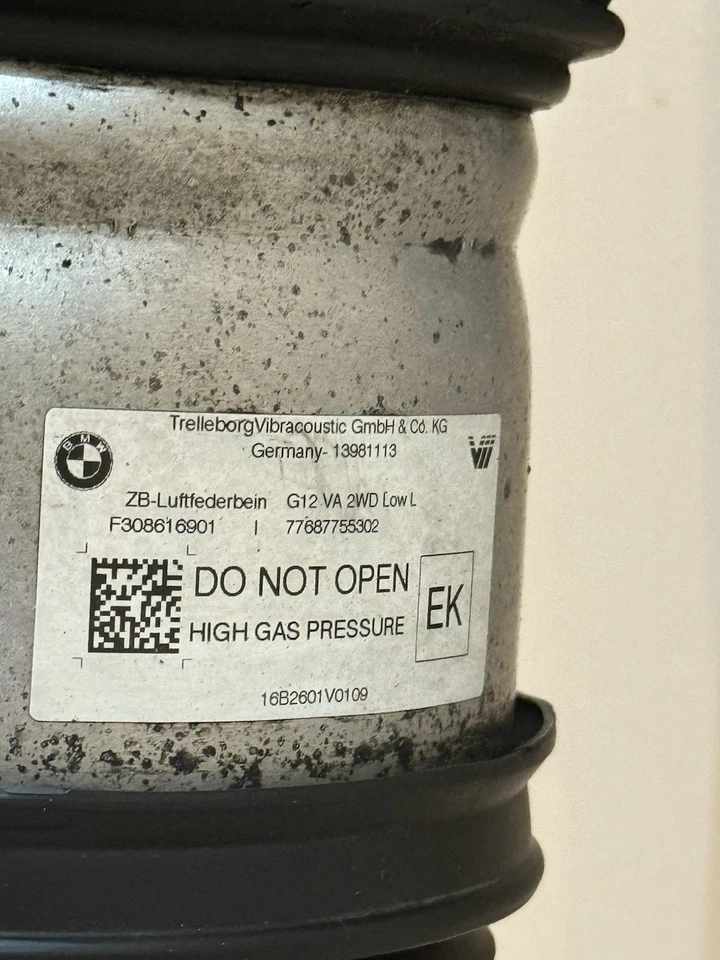 TrelleborgVibracoustic GmbH & Co. KG
Germany- 13981113
BMW
ZB-Luftfederbein G12 VA 2WD Low L
F308616901 I 77687755302
DO NOT OPEN
EK
HIGH GAS PRESSURE
16B2601V0109